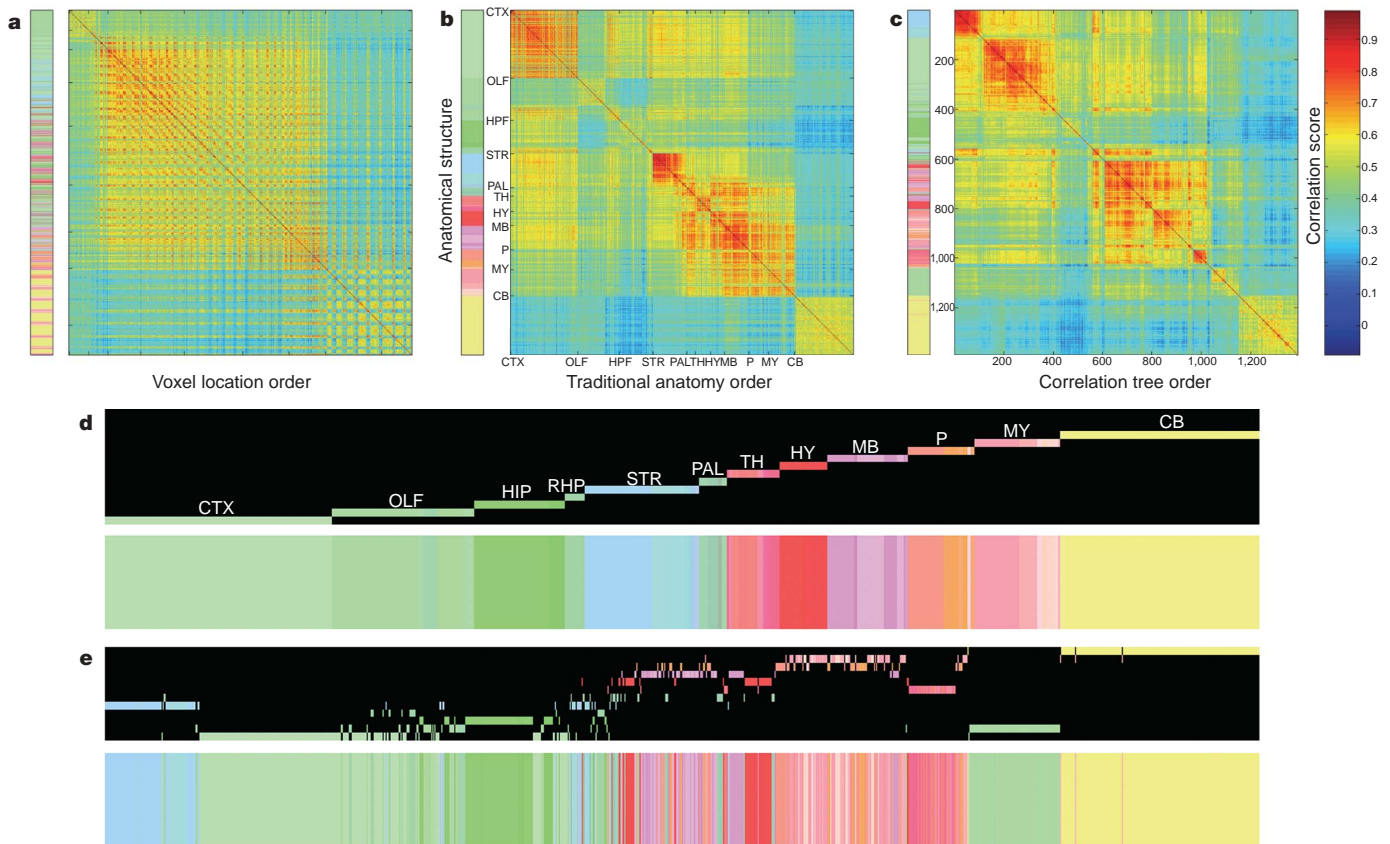 a
Voxel location order
b
Anatomical structure
CTX
OLF
HPF
STR
PAL
TH
HY
MB
P
MY
CB
CTX OLF HPF STR PALTHHYMB P MY CB
Traditional anatomy order
c
200
400
600
800
1,000
1,200
200 400 600 800 1,000 1,200
Correlation tree order
Correlation score
0.9
0.8
0.7
0.6
0.5
0.4
0.3
0.2
0.1
0
d
CTX OLF HIP RHP STR PAL TH HY MB P MY CB
e